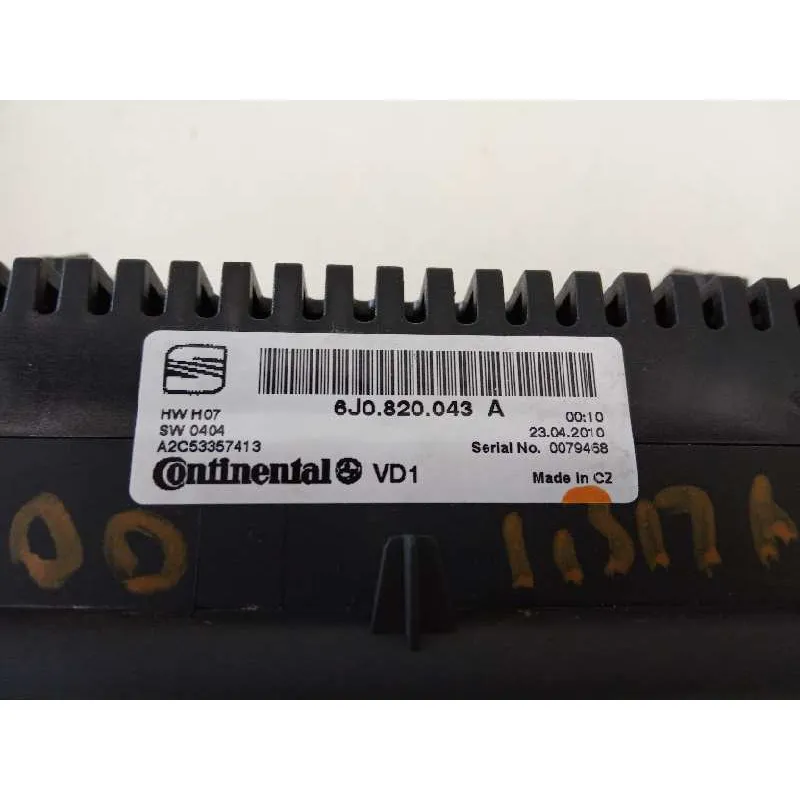 6J0.820.043 A
HW H07
00:10
SW 0404
23.04.2010
A2C53357413
Serial No. 0079468
Continental VD1
Made in CZ